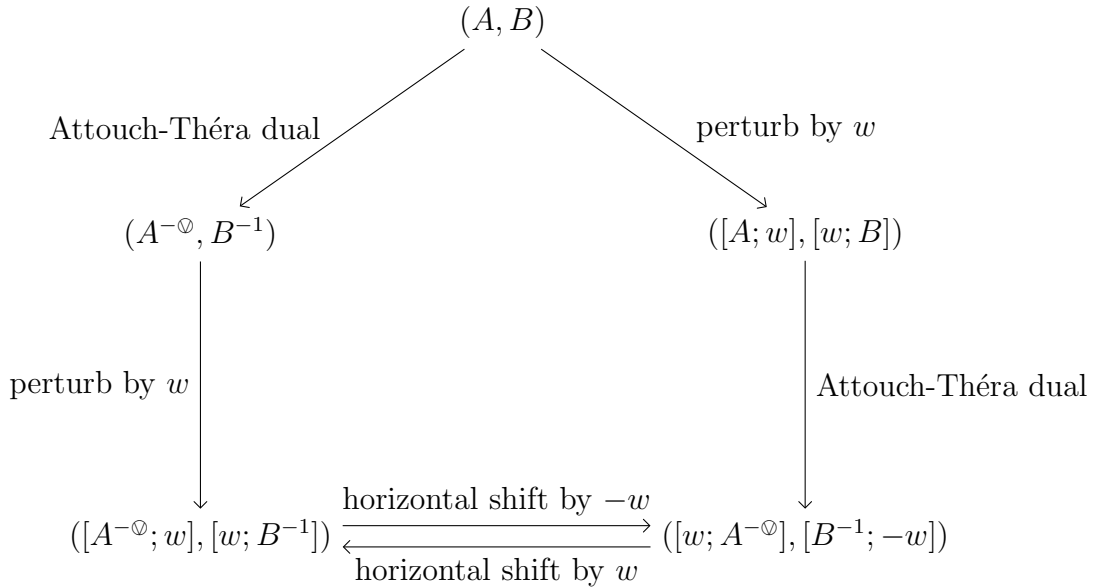 (A, B)
Attouch-Théra dual
perturb by w
(A^{-⦸}, B^{-1})
([A; w], [w; B])
perturb by w
Attouch-Théra dual
([A^{-⦸}; w], [w; B^{-1}])
horizontal shift by −w
horizontal shift by w
([w; A^{-⦸}], [B^{-1}; −w])